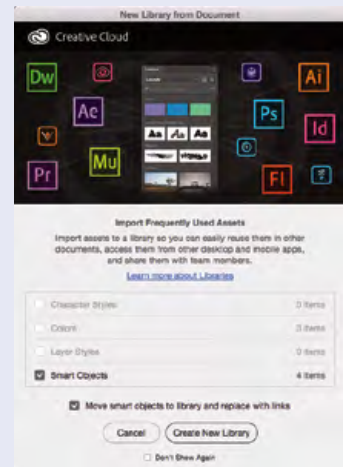 New Library from Document
Creative Cloud
Dw
Ai
Ae
Ps
Id
Mu
Pr
Fl
Aa Aa Aa
Import Frequently Used Assets
Import assets to a library so you can easily reuse them in other
documents, access them from other desktop and mobile apps,
and share them with team members.
Learn more about Libraries
Character Styles 0 items
Colors 0 items
Layer Styles 0 items
Smart Objects 4 items
Move smart objects to library and replace with links
Cancel Create New Library
Don't Show Again